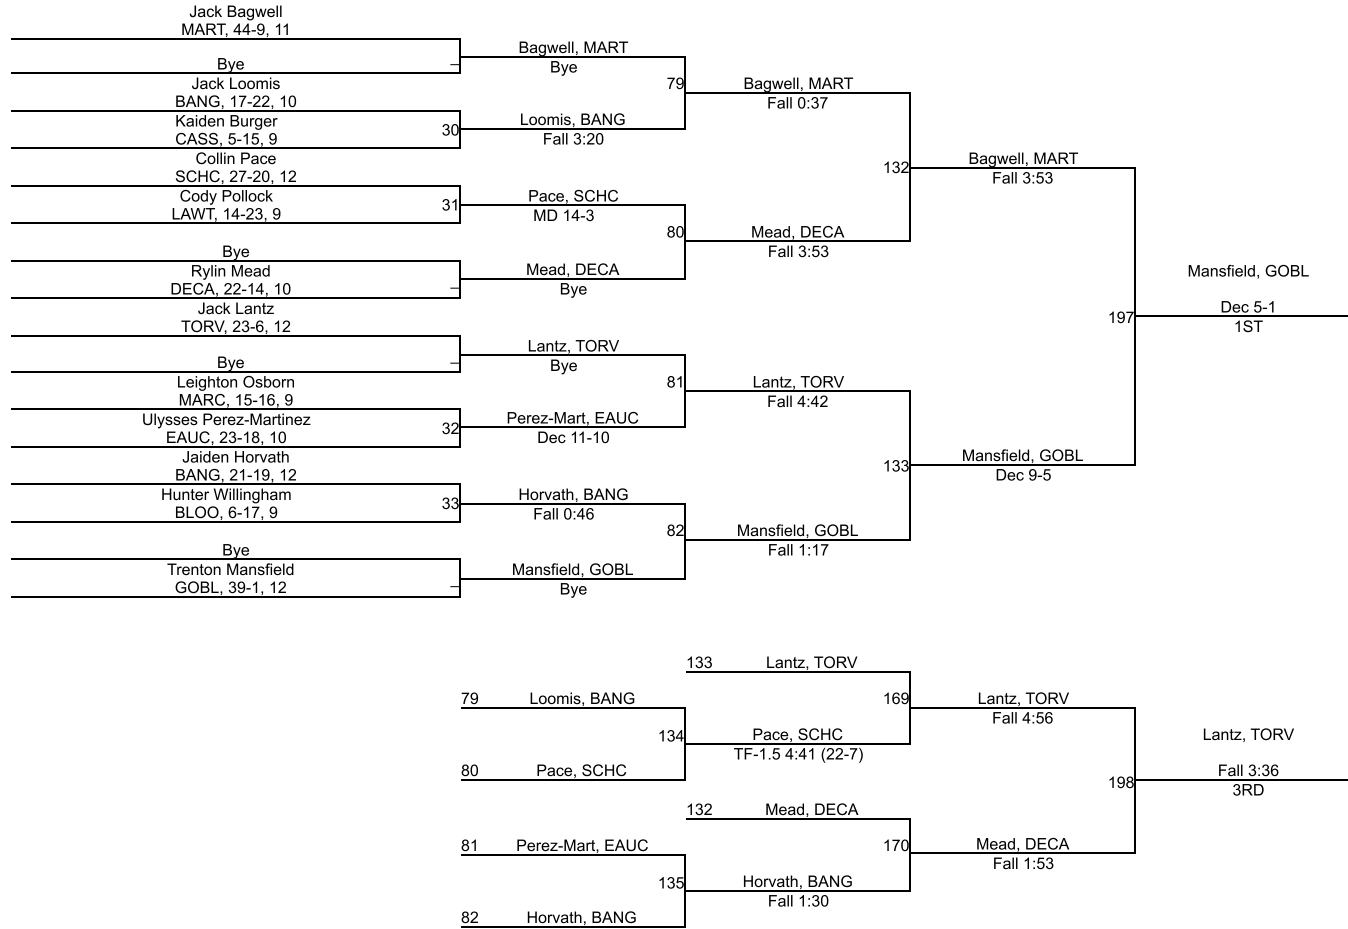 Jack Bagwell
MART, 44-9, 11
Bye
–
Jack Loomis
BANG, 17-22, 10
Kaiden Burger
CASS, 5-15, 9
30
Collin Pace
SCHC, 27-20, 12
Cody Pollock
LAWT, 14-23, 9
31
Bye
Rylin Mead
DECA, 22-14, 10
–
Jack Lantz
TORV, 23-6, 12
Bye
–
Leighton Osborn
MARC, 15-16, 9
Ulysses Perez-Martinez
EAUC, 23-18, 10
32
Jaiden Horvath
BANG, 21-19, 12
Hunter Willingham
BLOO, 6-17, 9
33
Bye
Trenton Mansfield
GOBL, 39-1, 12
–
Bagwell, MART
Bye
79
Loomis, BANG
Fall 3:20
Pace, SCHC
MD 14-3
80
Mead, DECA
Bye
Lantz, TORV
Bye
81
Perez-Mart, EAUC
Dec 11-10
Horvath, BANG
Fall 0:46
82
Mansfield, GOBL
Bye
Bagwell, MART
Fall 0:37
132
Mead, DECA
Fall 3:53
Lantz, TORV
Fall 4:42
133
Mansfield, GOBL
Fall 1:17
Bagwell, MART
Fall 3:53
197
Mansfield, GOBL
Dec 9-5
Mansfield, GOBL
Dec 5-1
1ST
79 Loomis, BANG
134
80 Pace, SCHC
81 Perez-Mart, EAUC
135
82 Horvath, BANG
133 Lantz, TORV
169
Pace, SCHC
TF-1.5 4:41 (22-7)
132 Mead, DECA
170
Horvath, BANG
Fall 1:30
Lantz, TORV
Fall 4:56
198
Mead, DECA
Fall 1:53
Lantz, TORV
Fall 3:36
3RD